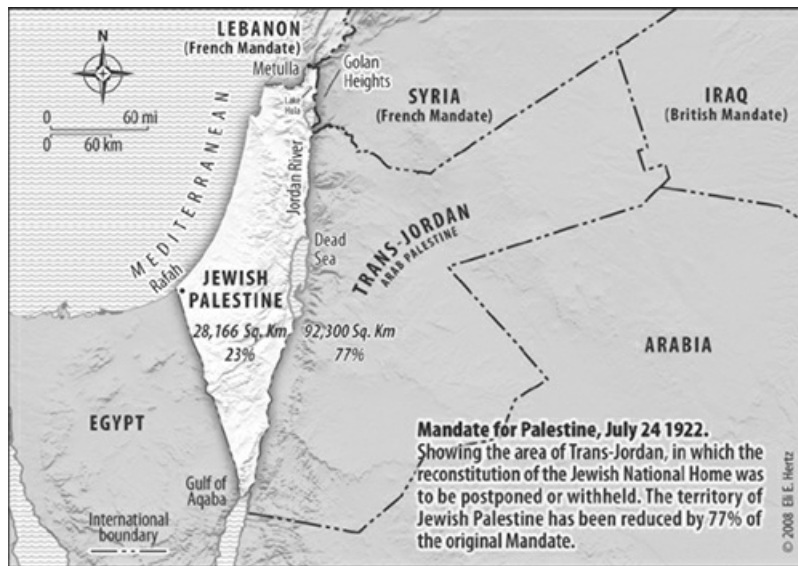 LEBANON
(French Mandate)
N
Metulla
Golan
Heights
Lake
Hula
SYRIA
(French Mandate)
IRAQ
(British Mandate)
0 60 mi
0 60 km
MEDITERRANEAN
Jordan River
Rafah
Dead
Sea
TRANS-JORDAN
ARAB PALESTINE
JEWISH
PALESTINE
28,166 Sq. Km
23%
92,300 Sq. Km
77%
ARABIA
EGYPT
Gulf of
Aqaba
International
boundary
Mandate for Palestine, July 24 1922.
Showing the area of Trans-Jordan, in which the
reconstitution of the Jewish National Home was
to be postponed or withheld. The territory of
Jewish Palestine has been reduced by 77% of
the original Mandate.
© 2008 Eli E. Hertz